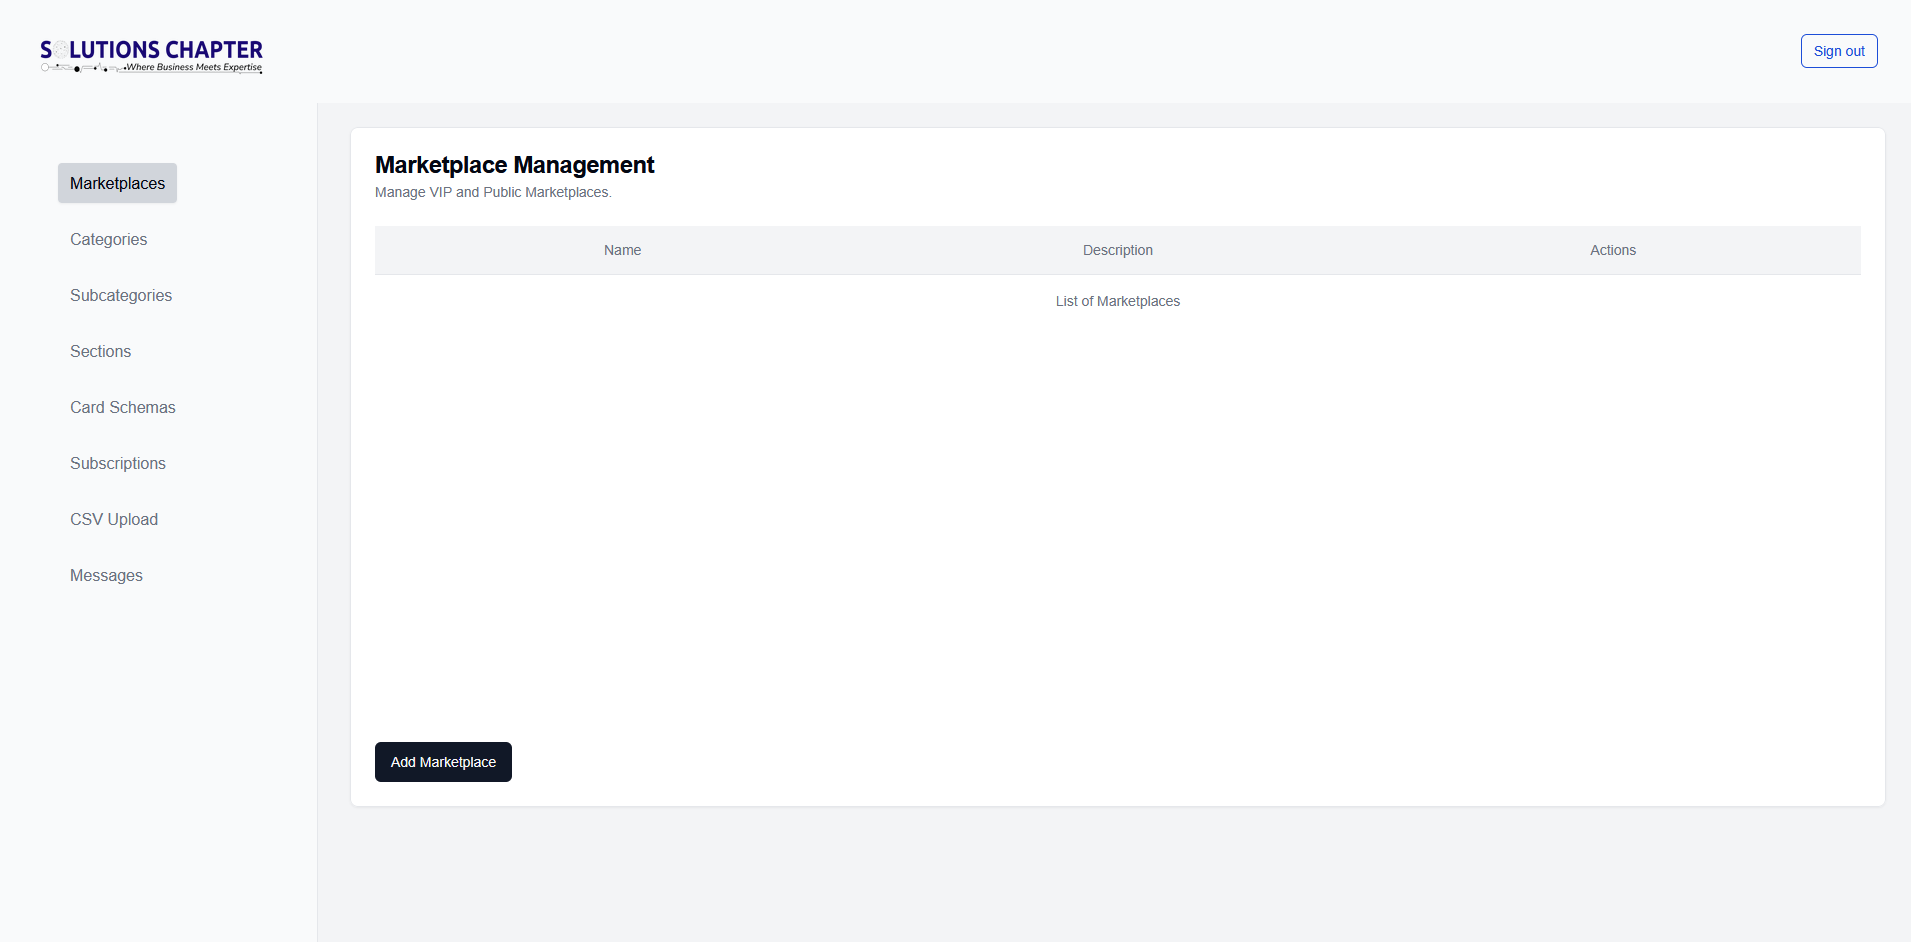 SOLUTIONS CHAPTER
Where Business Meets Expertise
Sign out
Marketplaces
Categories
Subcategories
Sections
Card Schemas
Subscriptions
CSV Upload
Messages
Marketplace Management
Manage VIP and Public Marketplaces.
Name Description Actions
List of Marketplaces
Add Marketplace